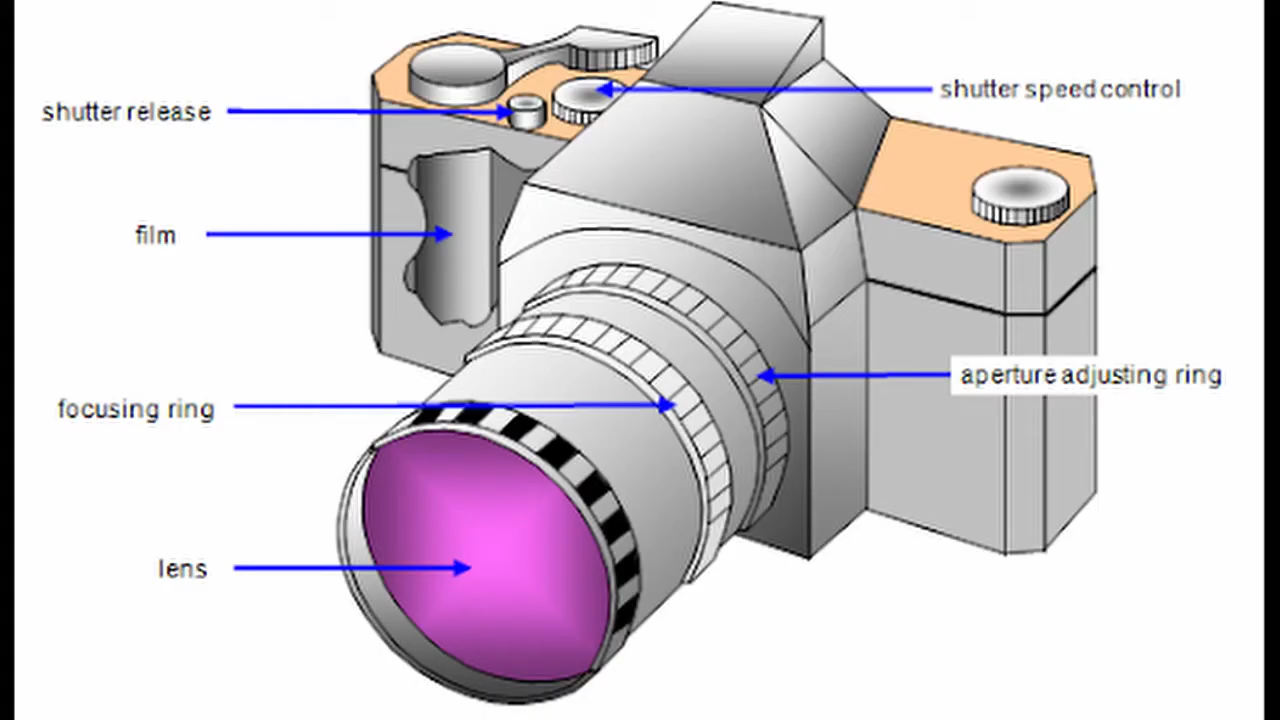 shutter speed control
shutter release
film
aperture adjusting ring
focusing ring
lens